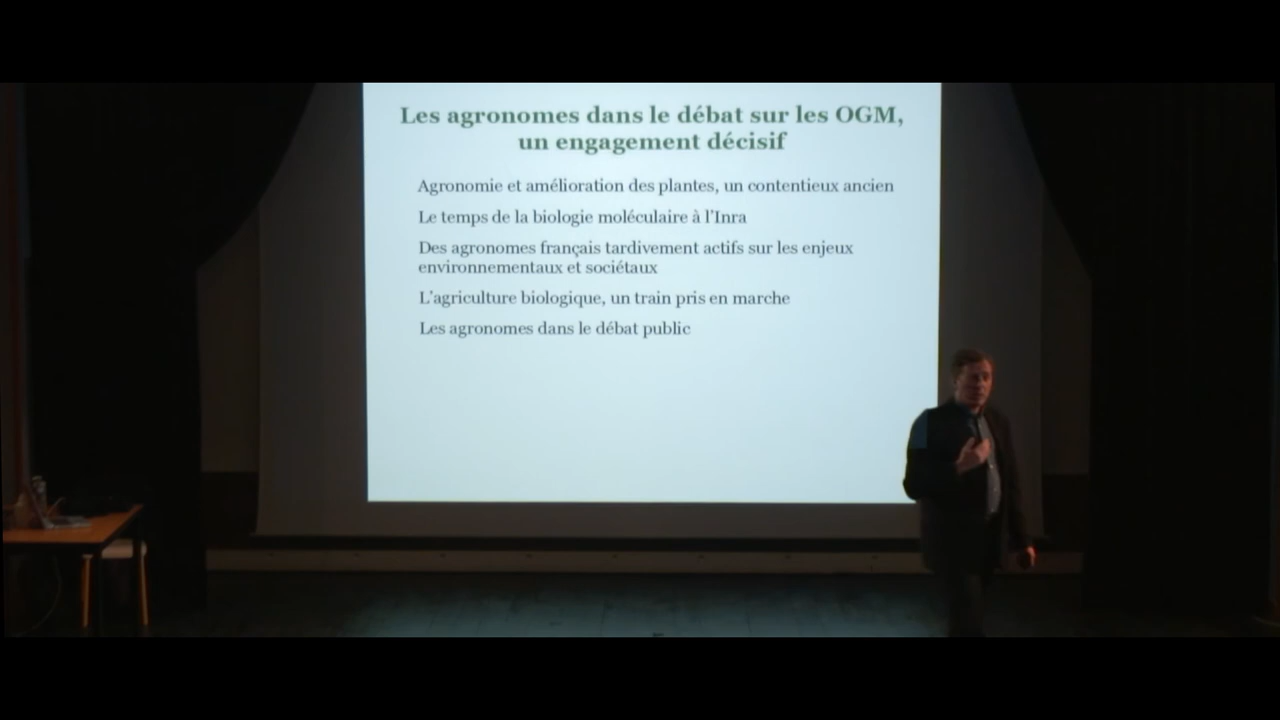 Les agronomes dans le débat sur les OGM,
un engagement décisif
Agronomie et amélioration des plantes, un contentieux ancien
Le temps de la biologie moléculaire à l’Inra
Des agronomes français tardivement actifs sur les enjeux
environnementaux et sociétaux
L’agriculture biologique, un train pris en marche
Les agronomes dans le débat public